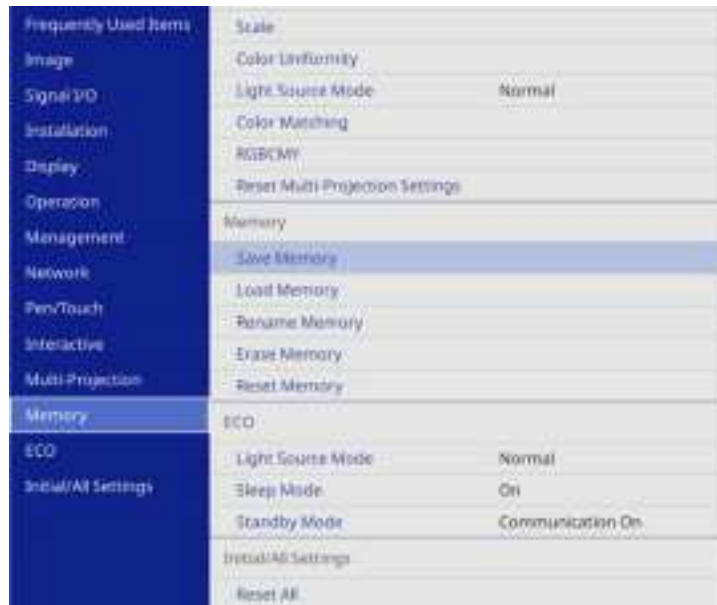 Frequently Used Items
Image
Signal I/O
Installation
Display
Operation
Management
Network
Pen/Touch
Interactive
Multi-Projection
Memory
ECO
Initial/All Settings
Scale
Color Uniformity
Light Source Mode Normal
Color Matching
RGBCMY
Reset Multi-Projection Settings
Memory
Save Memory
Load Memory
Rename Memory
Erase Memory
Reset Memory
ECO
Light Source Mode Normal
Sleep Mode On
Standby Mode Communication On
Initial/All Settings
Reset All